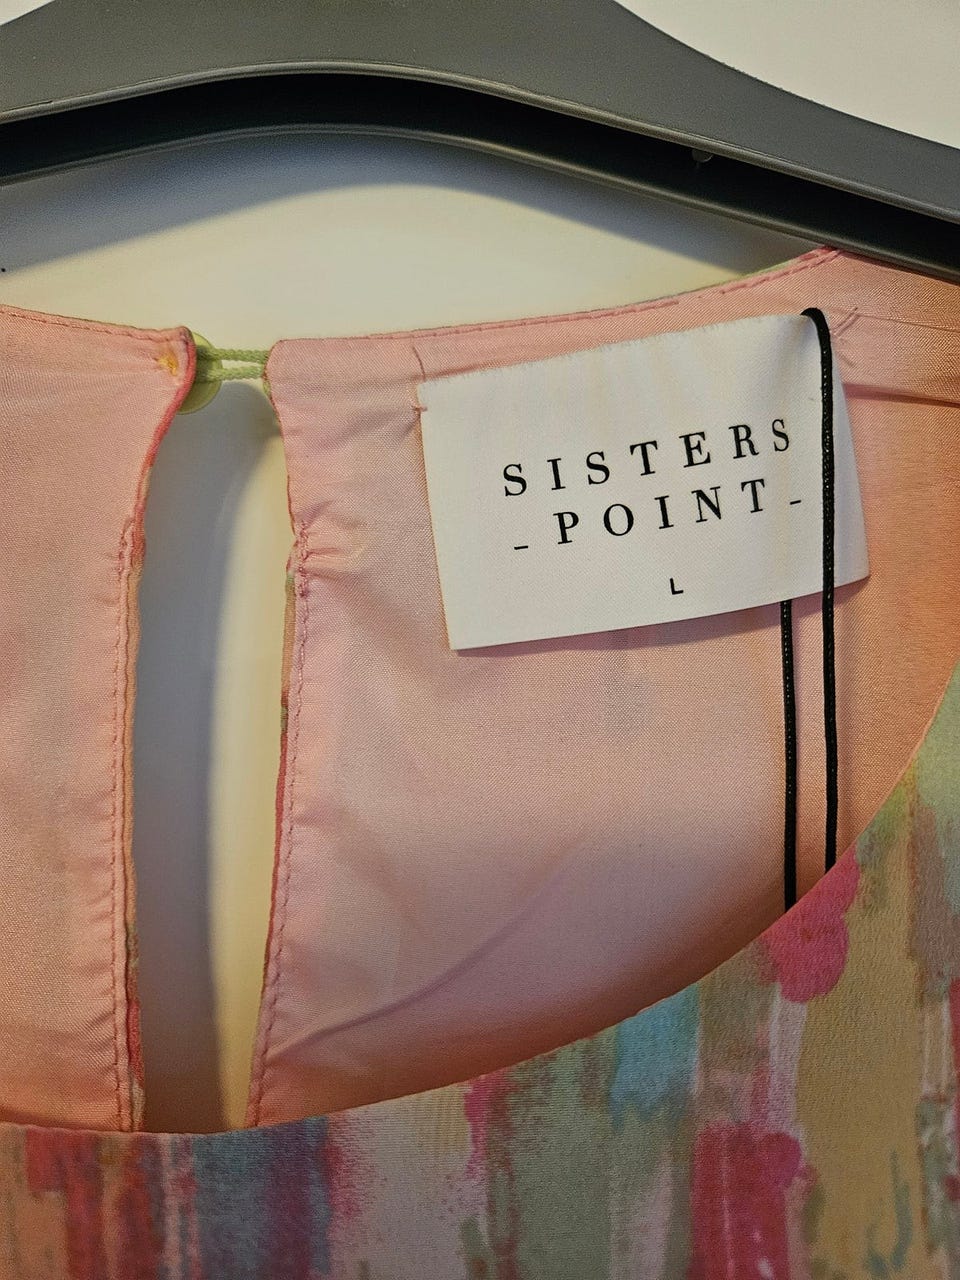 SISTERS
- POINT -
L